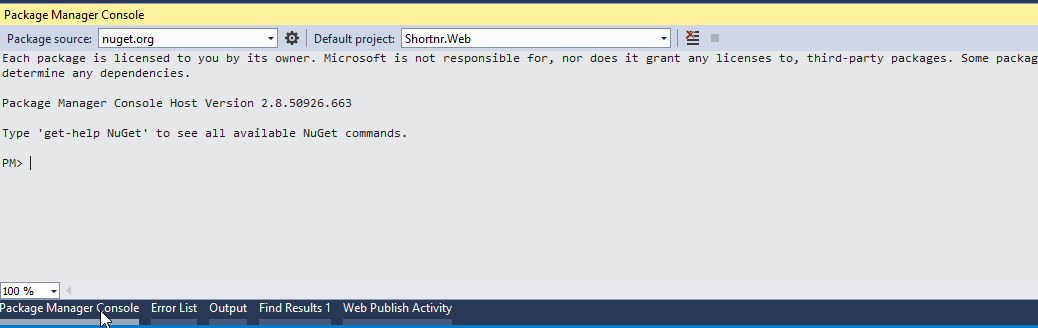 Package Manager Console
Package source: nuget.org Default project: Shortnr.Web
Each package is licensed to you by its owner. Microsoft is not responsible for, nor does it grant any licenses to, third-party packages. Some packag
determine any dependencies.
Package Manager Console Host Version 2.8.50926.663
Type 'get-help NuGet' to see all available NuGet commands.
PM>
100 %
Package Manager Console Error List Output Find Results 1 Web Publish Activity